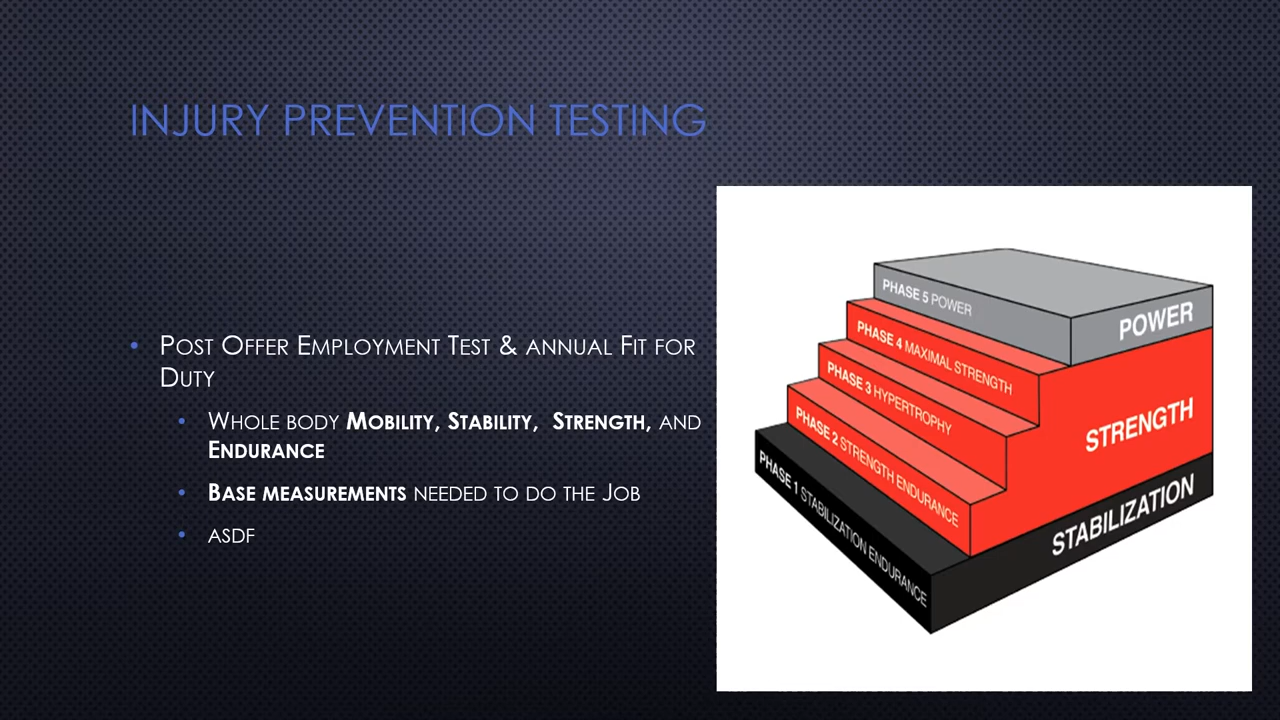 INJURY PREVENTION TESTING
POST OFFER EMPLOYMENT TEST & ANNUAL FIT FOR
DUTY
WHOLE BODY MOBILITY, STABILITY, STRENGTH, AND
ENDURANCE
BASE MEASUREMENTS NEEDED TO DO THE JOB
ASDF
PHASE 5 POWER
POWER
PHASE 4 MAXIMAL STRENGTH
PHASE 3 HYPERTROPHY
PHASE 2 STRENGTH ENDURANCE
STRENGTH
PHASE 1 STABILIZATION ENDURANCE
STABILIZATION